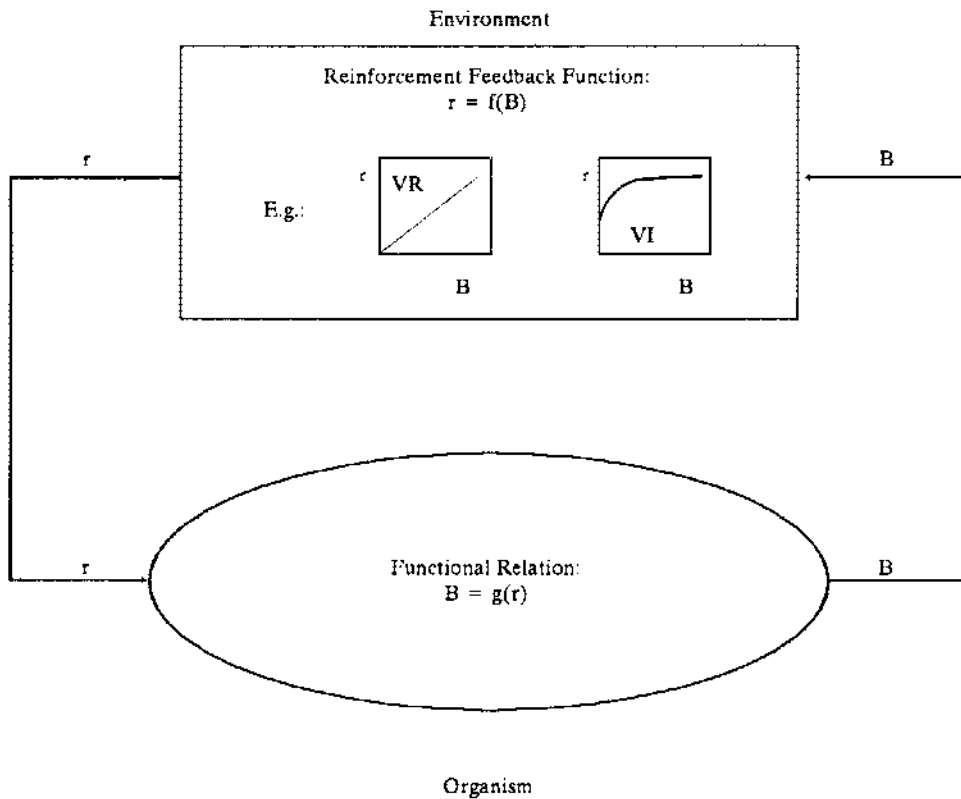 Environment
Reinforcement Feedback Function:
r = f(B)
r
B
r
VR
r
E.g.:
VI
B
B
Functional Relation:
B = g(r)
r
B
Organism